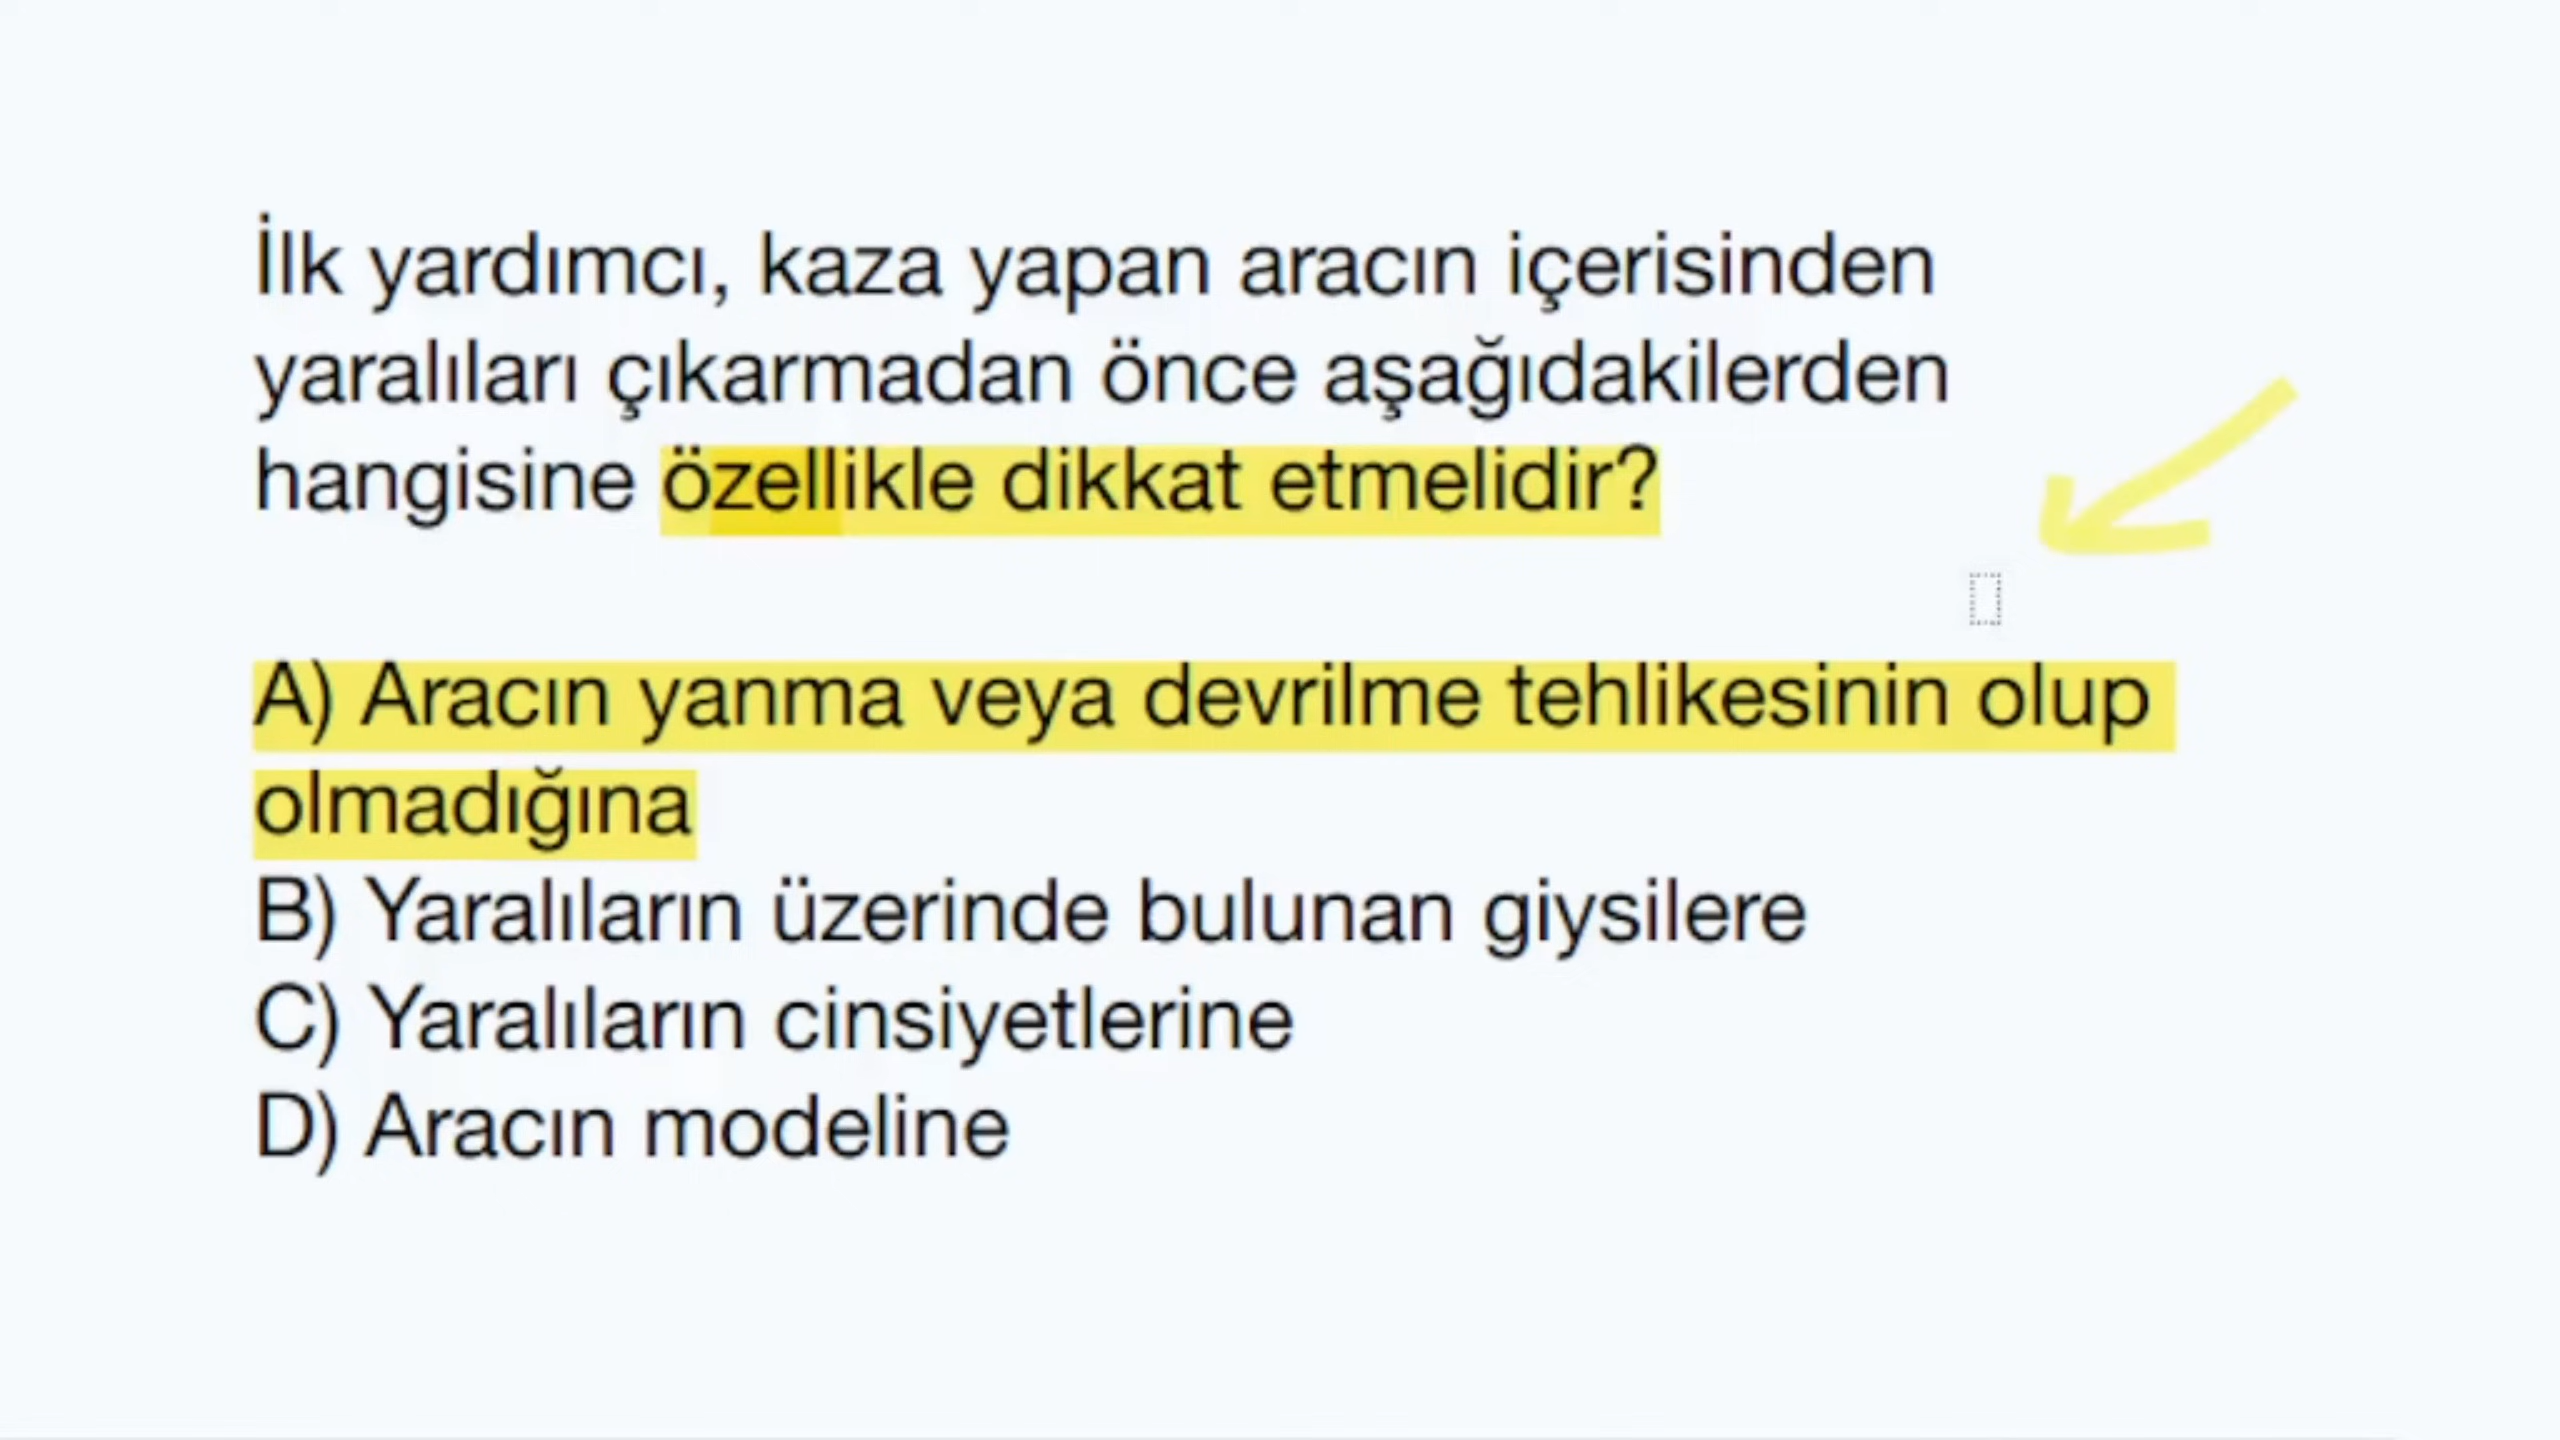 İlk yardımcı, kaza yapan aracın içerisinden
yaralıları çıkarmadan önce aşağıdakilerden
hangisine özellikle dikkat etmelidir?
A) Aracın yanma veya devrilme tehlikesinin olup
olmadığına
B) Yaralıların üzerinde bulunan giysilere
C) Yaralıların cinsiyetlerine
D) Aracın modeline